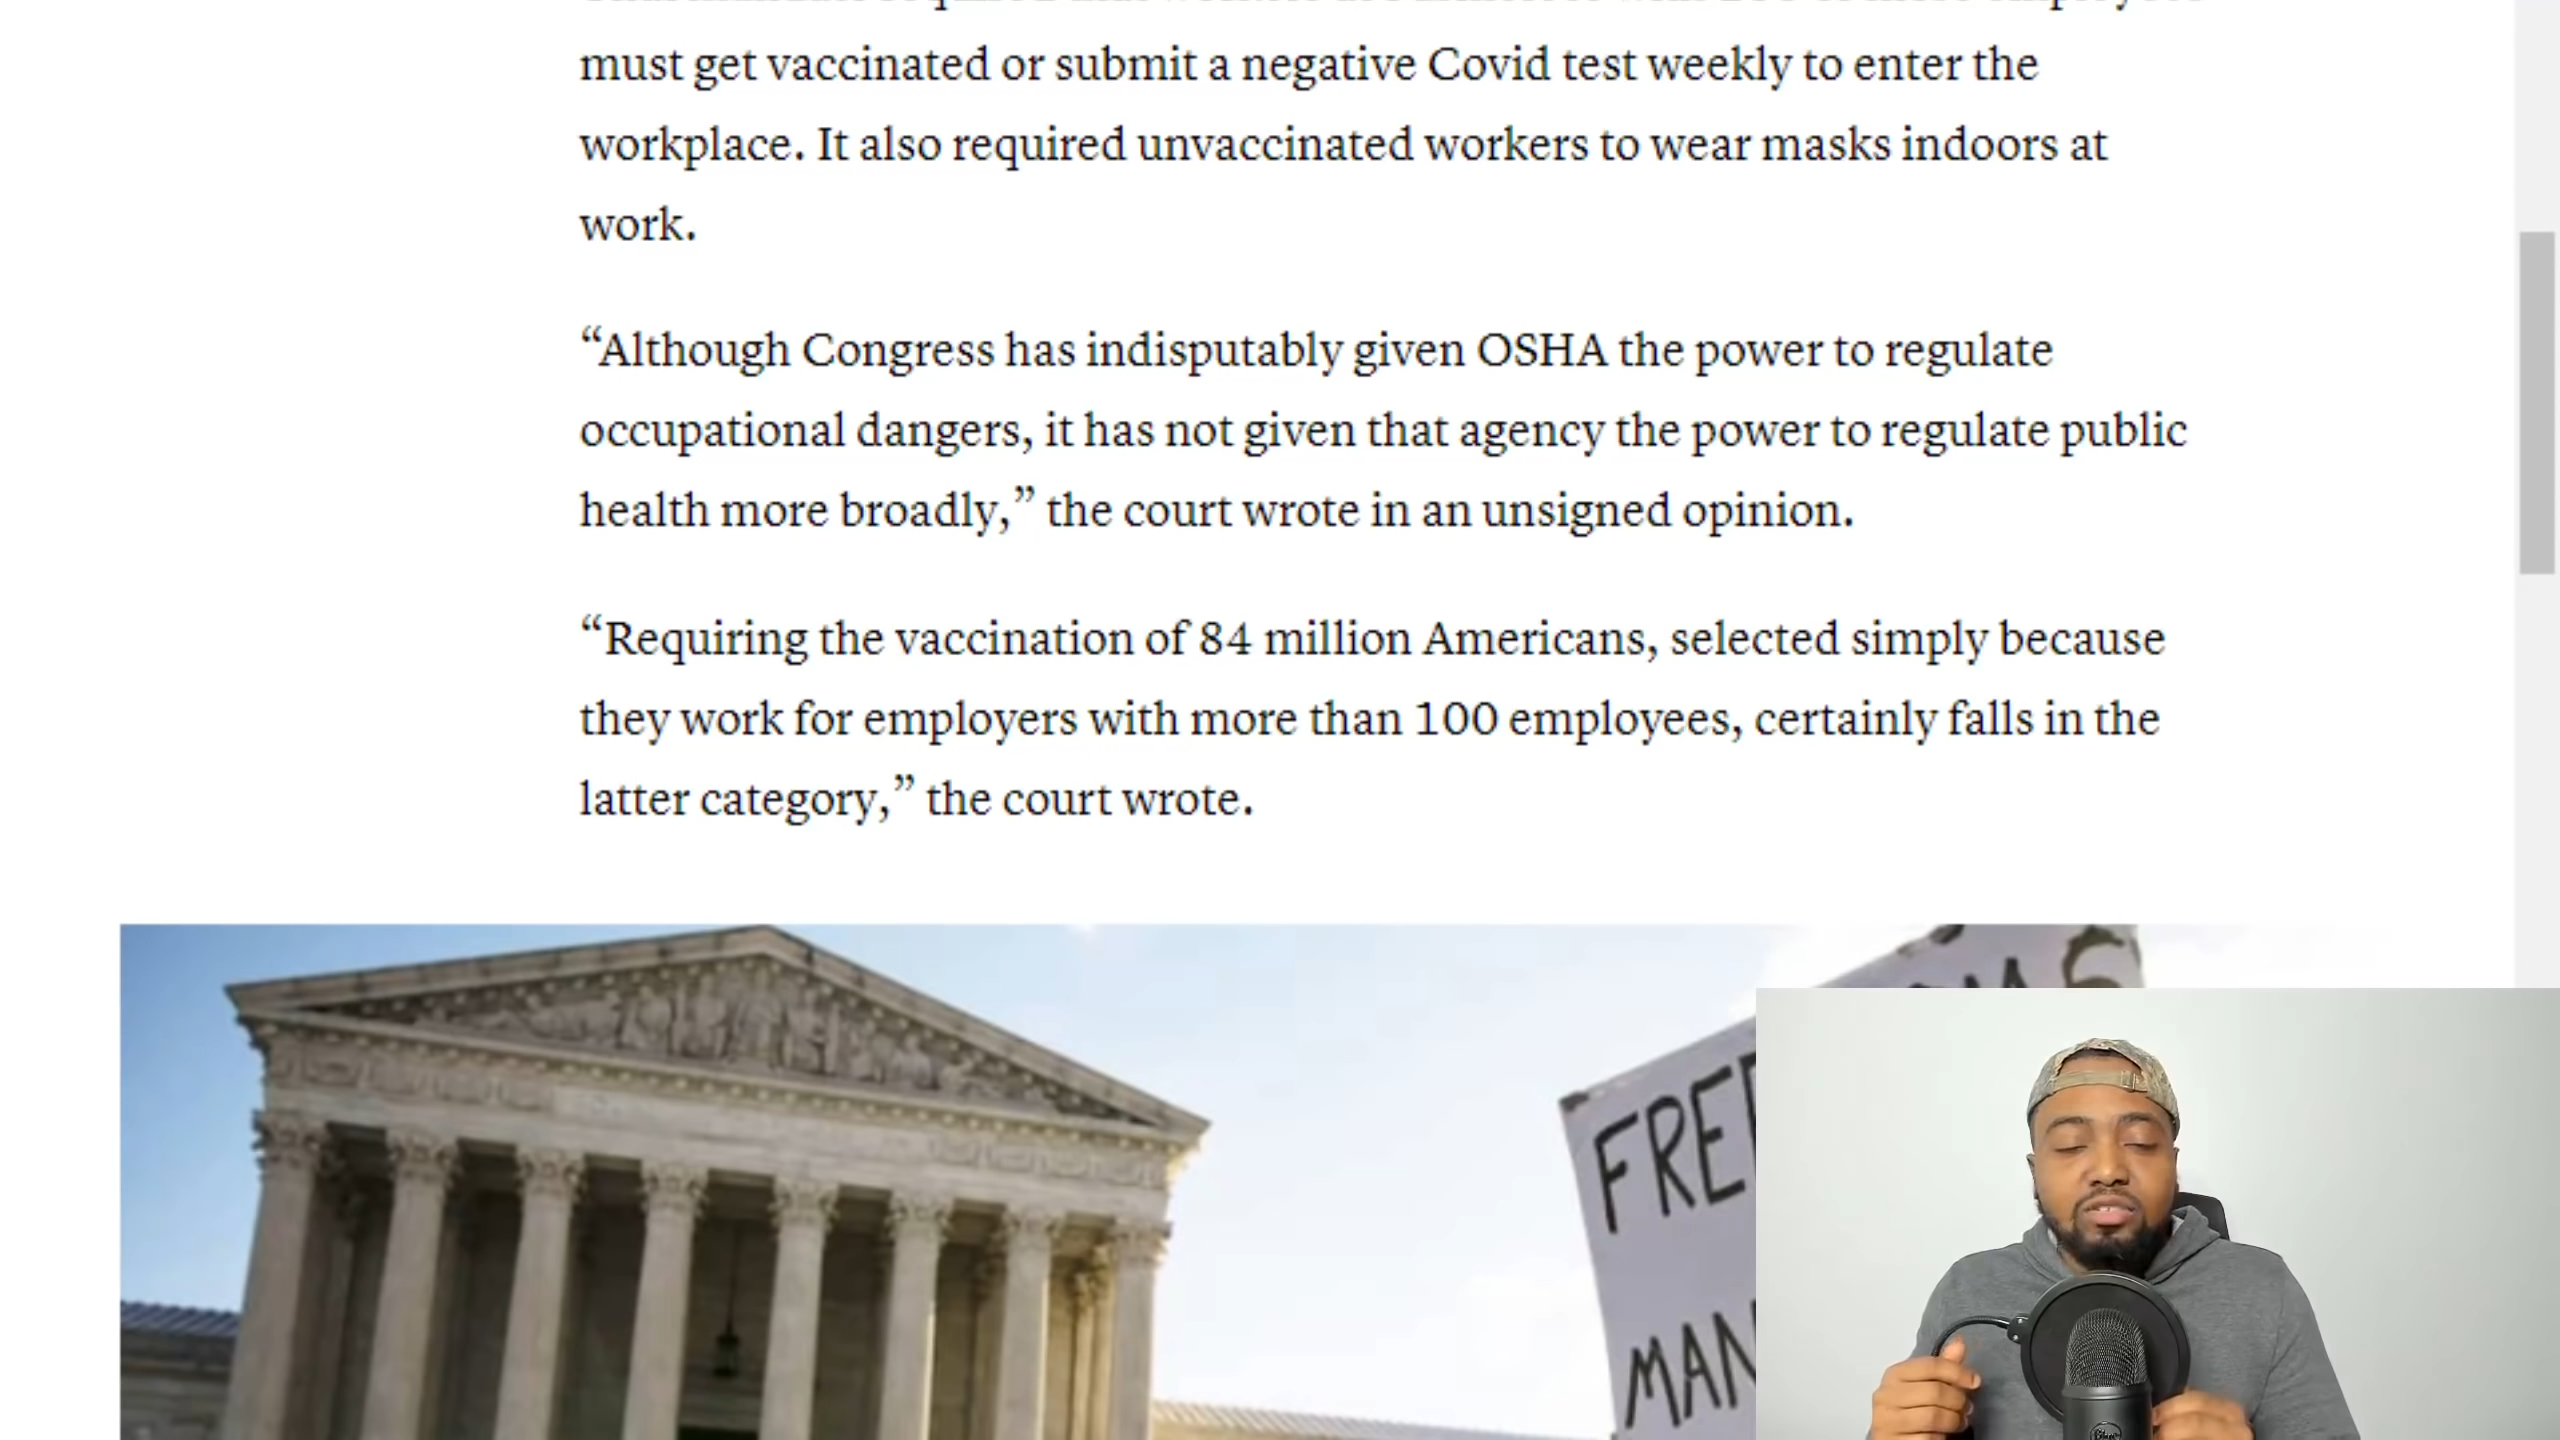 must get vaccinated or submit a negative Covid test weekly to enter the
workplace. It also required unvaccinated workers to wear masks indoors at
work.
“Although Congress has indisputably given OSHA the power to regulate
occupational dangers, it has not given that agency the power to regulate public
health more broadly,” the court wrote in an unsigned opinion.
“Requiring the vaccination of 84 million Americans, selected simply because
they work for employers with more than 100 employees, certainly falls in the
latter category,” the court wrote.
FREE
MAN
Blue